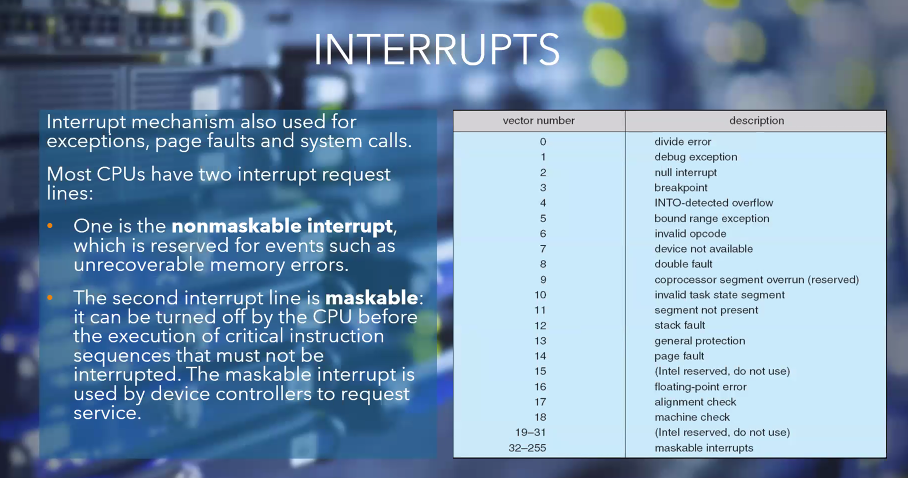 INTERRUPTS
Interrupt mechanism also used for
exceptions, page faults and system calls.
Most CPUs have two interrupt request
lines:
• One is the nonmaskable interrupt,
which is reserved for events such as
unrecoverable memory errors.
• The second interrupt line is maskable:
it can be turned off by the CPU before
the execution of critical instruction
sequences that must not be
interrupted. The maskable interrupt is
used by device controllers to request
service.
vector number description
0 divide error
1 debug exception
2 null interrupt
3 breakpoint
4 INTO-detected overflow
5 bound range exception
6 invalid opcode
7 device not available
8 double fault
9 coprocessor segment overrun (reserved)
10 invalid task state segment
11 segment not present
12 stack fault
13 general protection
14 page fault
15 (Intel reserved, do not use)
16 floating-point error
17 alignment check
18 machine check
19–31 (Intel reserved, do not use)
32–255 maskable interrupts